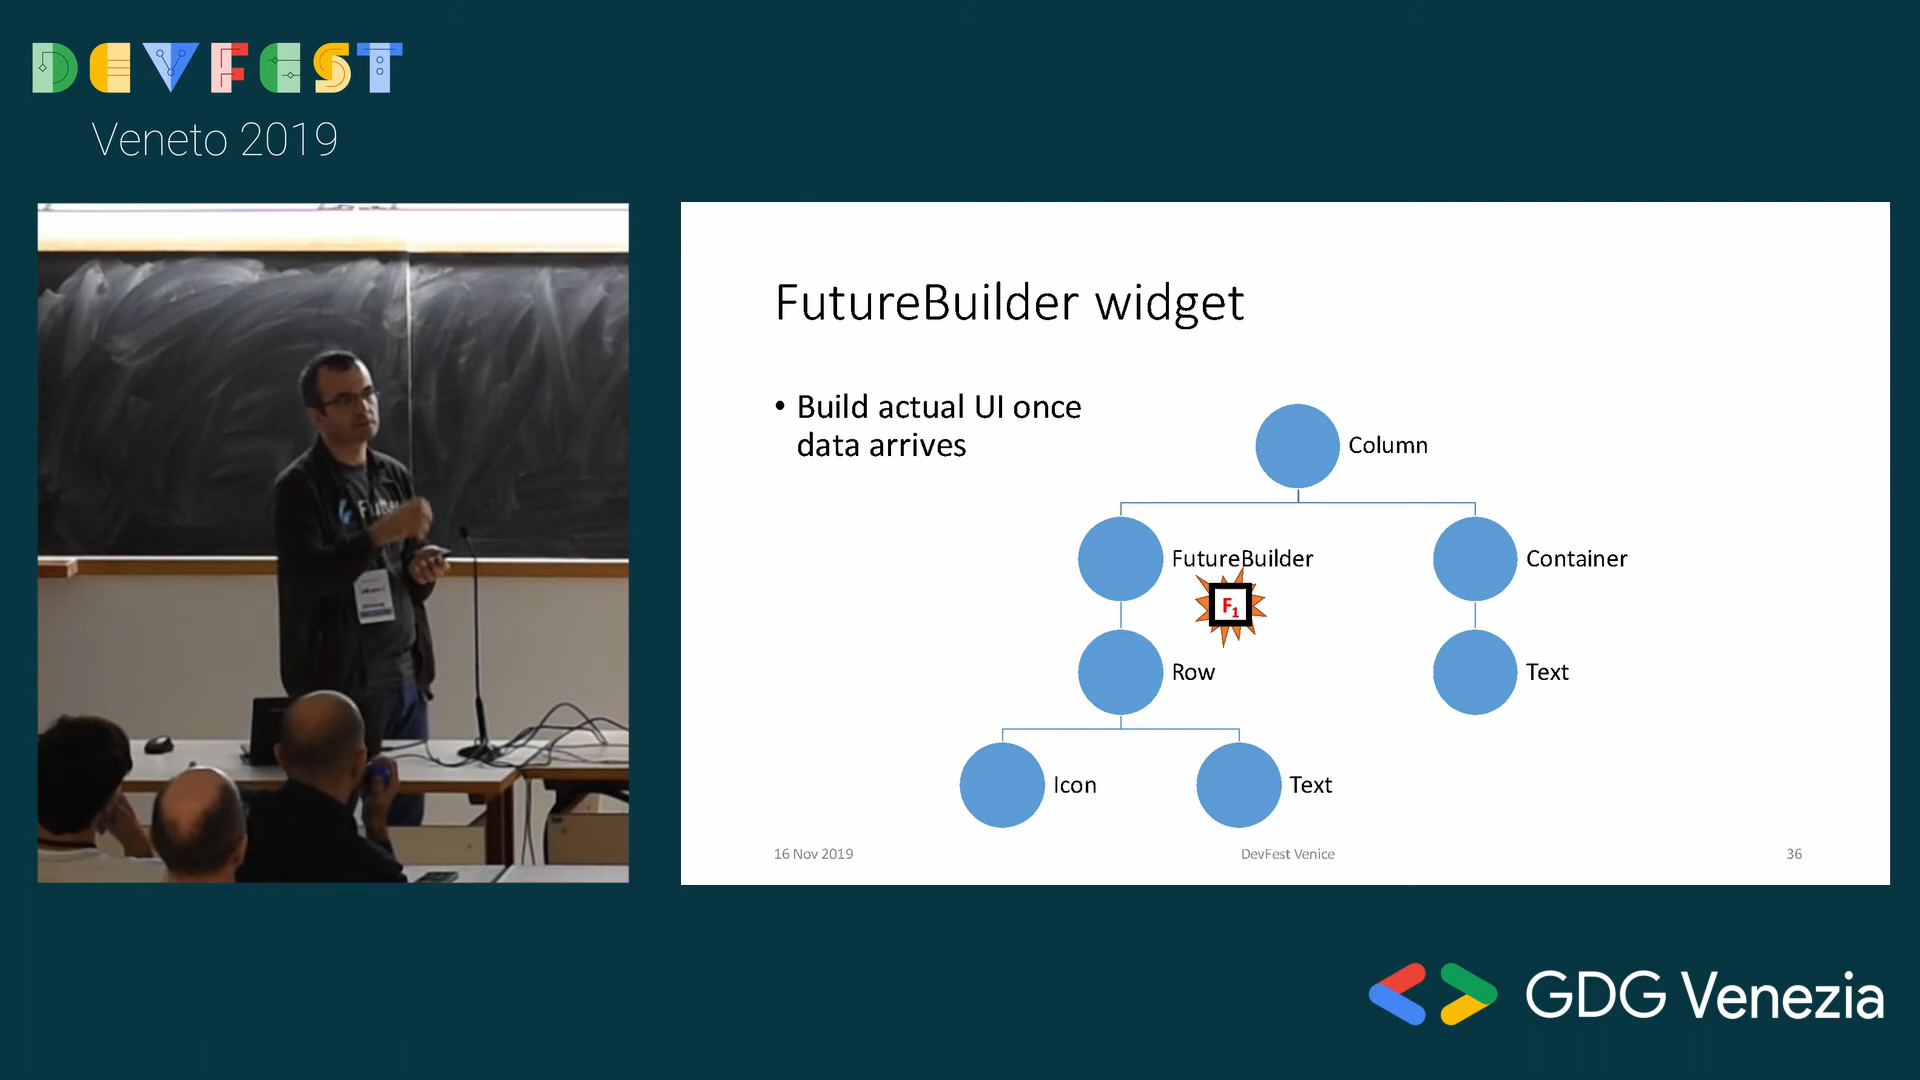 DEVFEST
Veneto 2019
FutureBuilder widget
• Build actual UI once
data arrives
Column
FutureBuilder
Container
F1
Row
Text
Icon
Text
16 Nov 2019
DevFest Venice
36
GDG Venezia